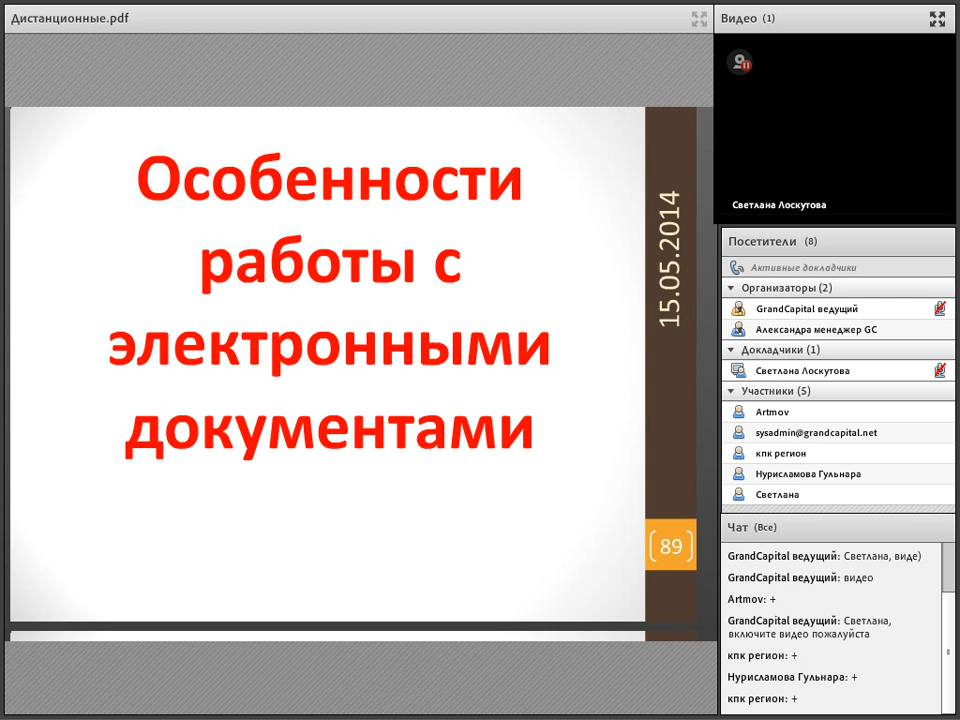 Дистанционные.pdf
Особенности
работы с
электронными
документами
15.05.2014
89
Видео (1)
Светлана Лоскутова
Посетители (8)
Активные докладчики
Организаторы (2)
GrandCapital ведущий
Александра менеджер GC
Докладчики (1)
Светлана Лоскутова
Участники (5)
Artmov
sysadmin@grandcapital.net
кпк регион
Нурисламова Гульнара
Светлана
Чат (Все)
GrandCapital ведущий: Светлана, виде)
GrandCapital ведущий: видео
Artmov: +
GrandCapital ведущий: Светлана,
включите видео пожалуйста
кпк регион: +
Нурисламова Гульнара: +
кпк регион: +